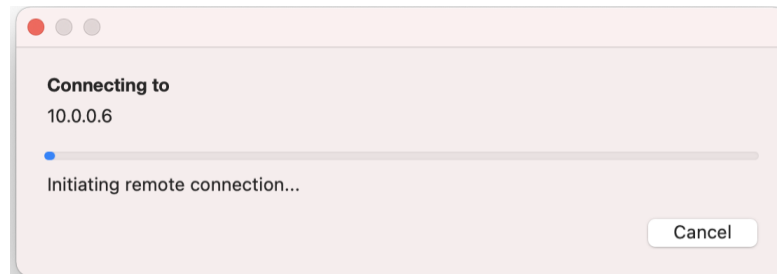 Connecting to
10.0.0.6
Initiating remote connection...
Cancel